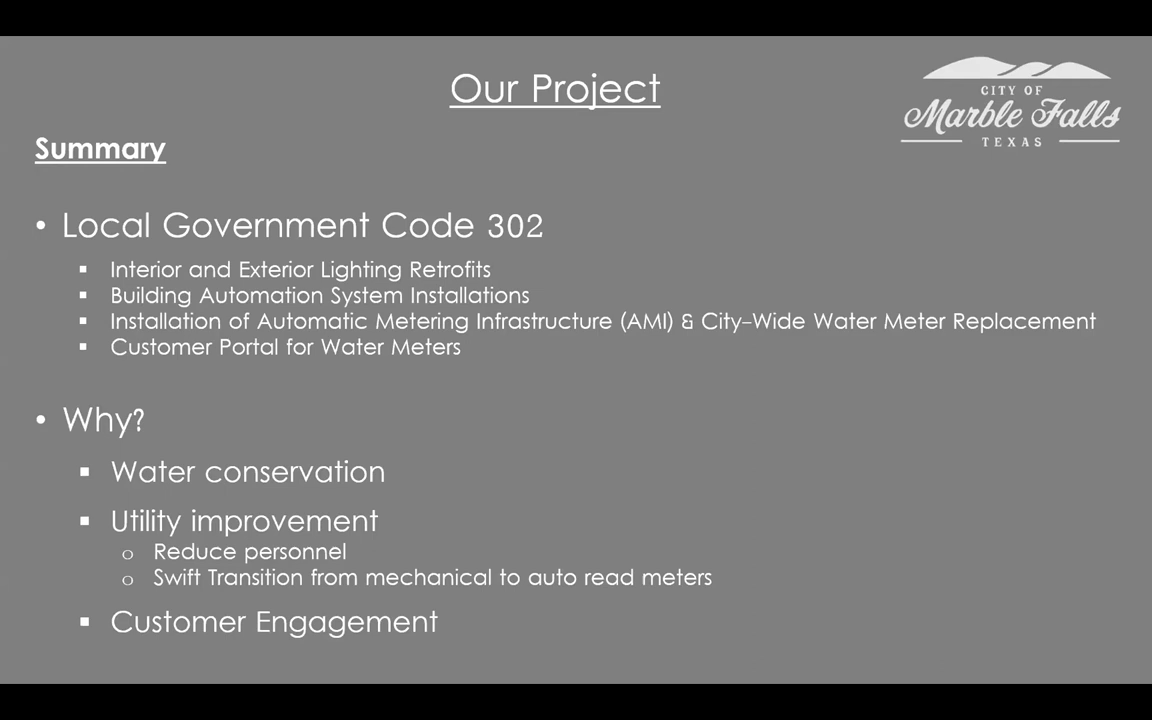 Our Project
CITY OF
Marble Falls
TEXAS
Summary
• Local Government Code 302
▪ Interior and Exterior Lighting Retrofits
▪ Building Automation System Installations
▪ Installation of Automatic Metering Infrastructure (AMI) & City-Wide Water Meter Replacement
▪ Customer Portal for Water Meters
• Why?
▪ Water conservation
▪ Utility improvement
o Reduce personnel
o Swift Transition from mechanical to auto read meters
▪ Customer Engagement